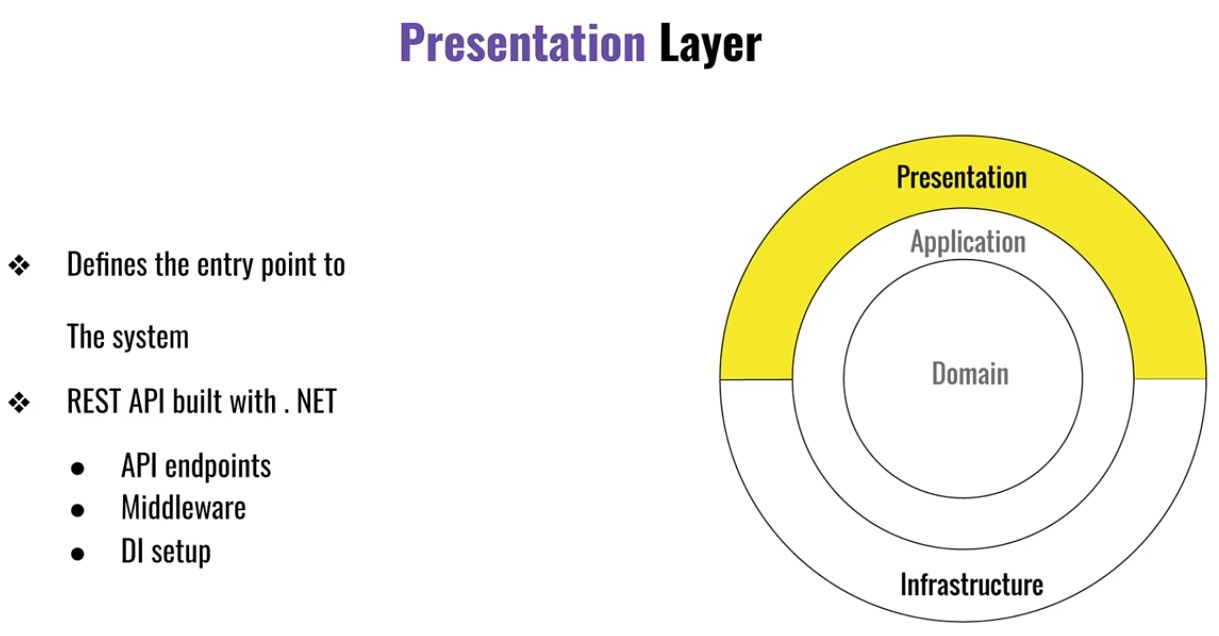 Presentation Layer
❖ Defines the entry point to
The system
❖ REST API built with . NET
● API endpoints
● Middleware
● DI setup
Presentation
Application
Domain
Infrastructure